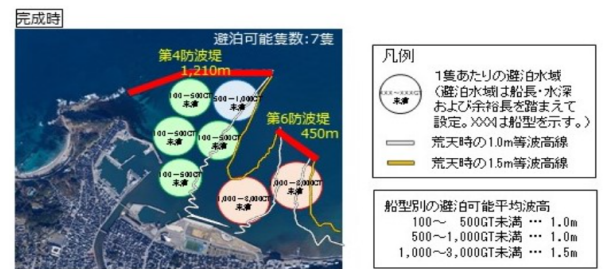 完成時
避泊可能隻数:7隻
第4防波堤
1,210m
100～500GT
未満
500～1,000GT
未満
第6防波堤
450m
100～500GT
未満
100～500GT
未満
100～500GT
未満
1,000～3,000GT
未満
1,000～3,000GT
未満
凡例
XXX～XXXGT
未満
1隻あたりの避泊水域
(避泊水域は船長・水深
および余裕長を踏まえて
設定。XXXは船型を示す。)
荒天時の1.0m等波高線
荒天時の1.5m等波高線
船型別の避泊可能平均波高
100～ 500GT未満 … 1.0m
500～1,000GT未満 … 1.0m
1,000～3,000GT未満 … 1.5m